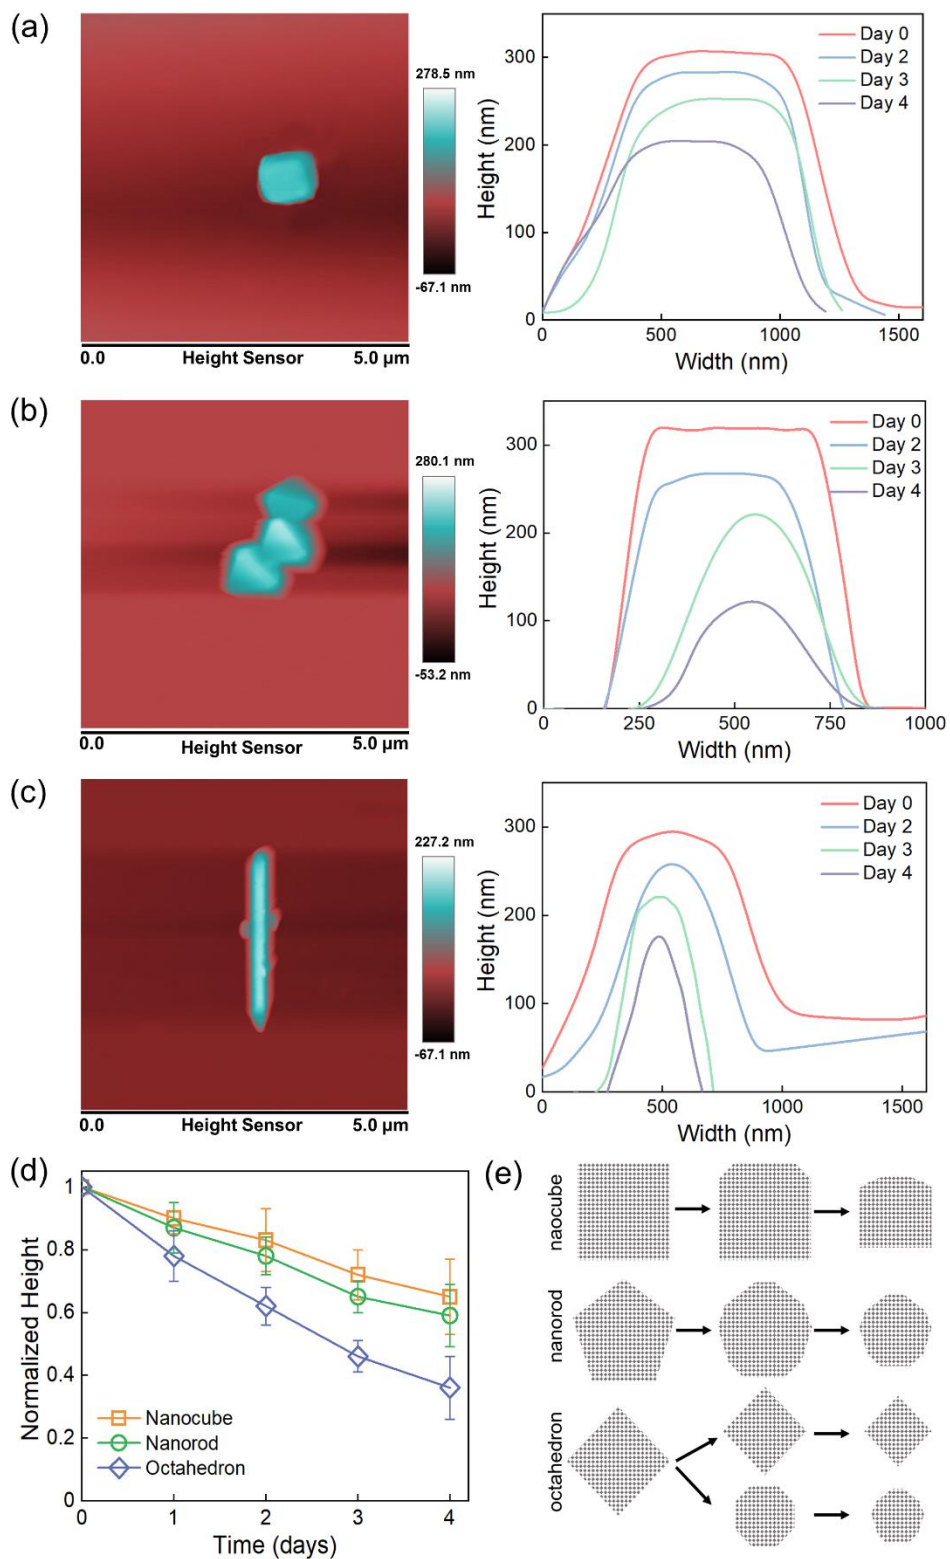 (a)
278.5 nm
-67.1 nm
0.0 Height Sensor 5.0 µm
Height (nm)
300
200
100
0
Day 0
Day 2
Day 3
Day 4
0 500 1000 1500
Width (nm)
(b)
280.1 nm
-53.2 nm
0.0 Height Sensor 5.0 µm
Height (nm)
300
200
100
0
Day 0
Day 2
Day 3
Day 4
0 250 500 750 1000
Width (nm)
(c)
227.2 nm
-67.1 nm
0.0 Height Sensor 5.0 µm
Height (nm)
300
200
100
0
Day 0
Day 2
Day 3
Day 4
0 500 1000 1500
Width (nm)
(d)
Normalized Height
1
0.8
0.6
0.4
0.2
0
Nanocube
Nanorod
Octahedron
0 1 2 3 4
Time (days)
(e)
naocube
nanorod
octahedron